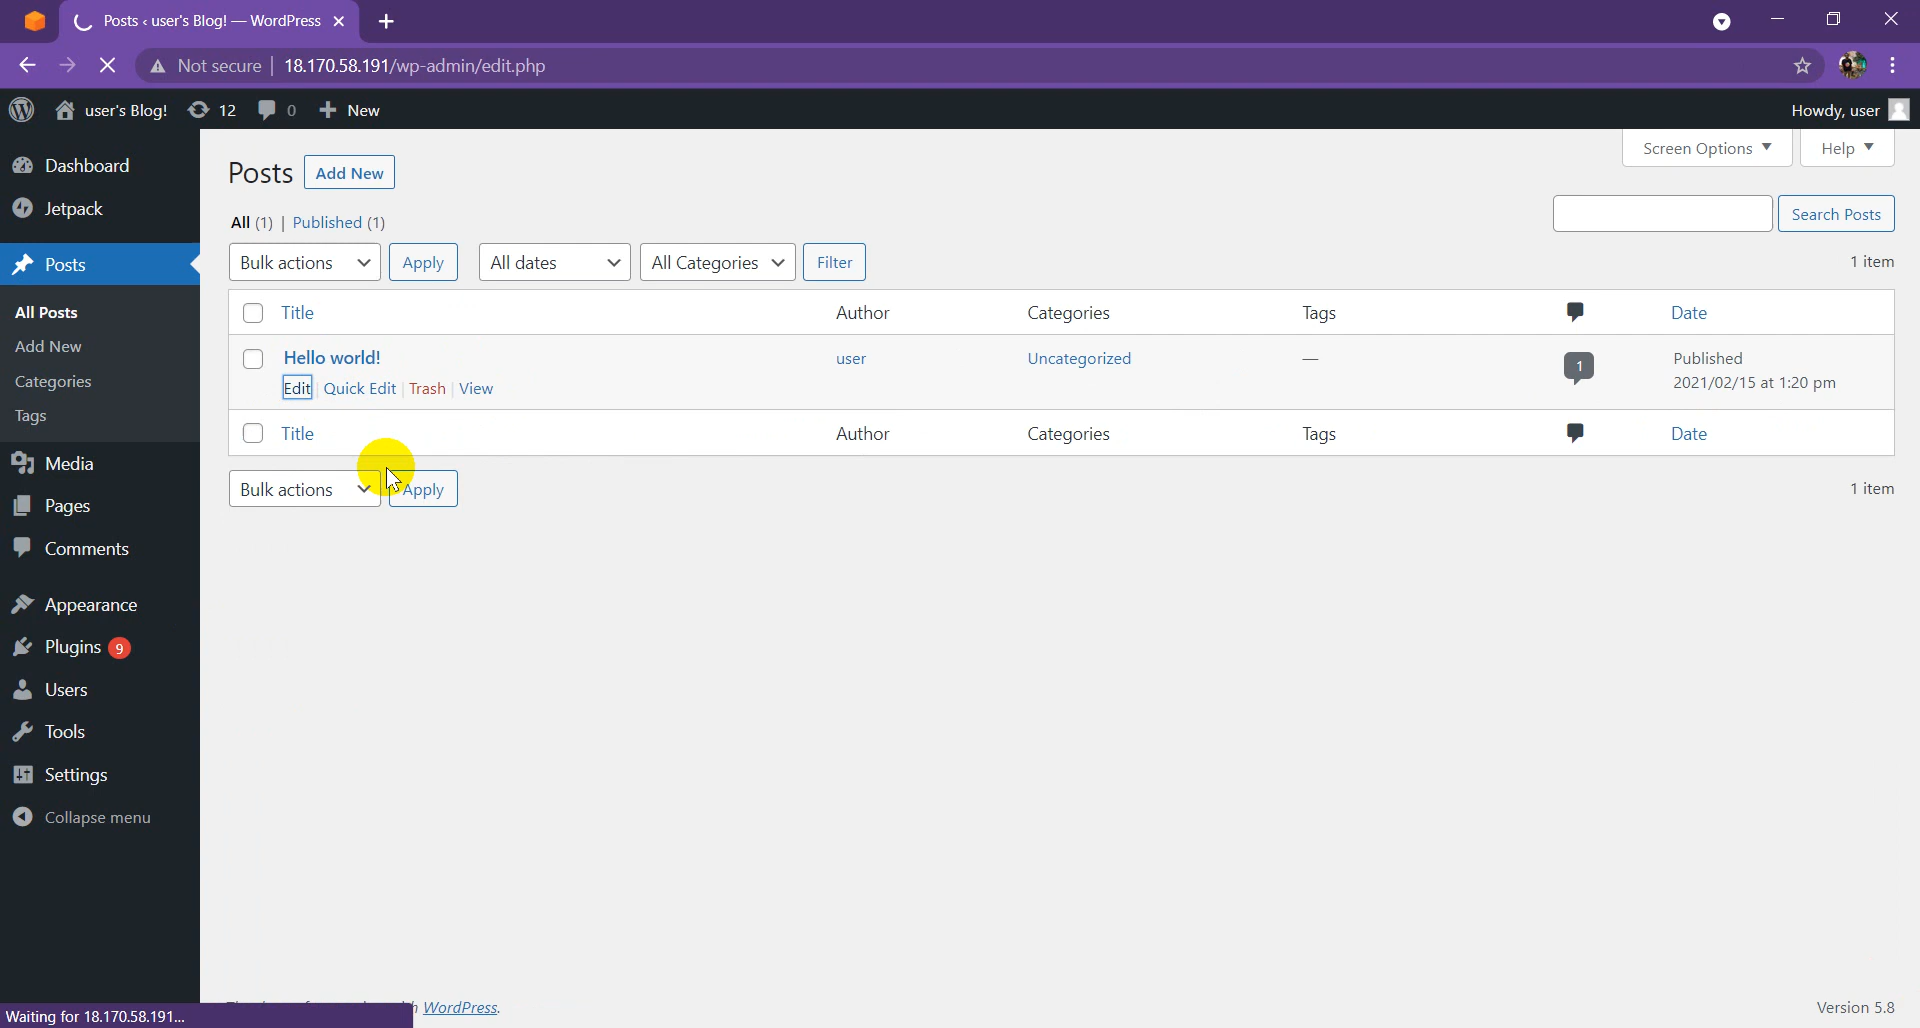 Posts ‹ user's Blog! — WordPress
Not secure | 18.170.58.191/wp-admin/edit.php
user's Blog! 12 0 New Howdy, user
Screen Options Help
Dashboard
Jetpack
Posts
All Posts
Add New
Categories
Tags
Media
Pages
Comments
Appearance
Plugins 9
Users
Tools
Settings
Collapse menu
Posts Add New
All (1) | Published (1)
Search Posts
Bulk actions Apply All dates All Categories Filter 1 item
Title Author Categories Tags Date
Hello world! user Uncategorized — 1 Published
Edit | Quick Edit | Trash | View 2021/02/15 at 1:20 pm
Title Author Categories Tags Date
Bulk actions Apply 1 item
WordPress. Version 5.8
Waiting for 18.170.58.191...